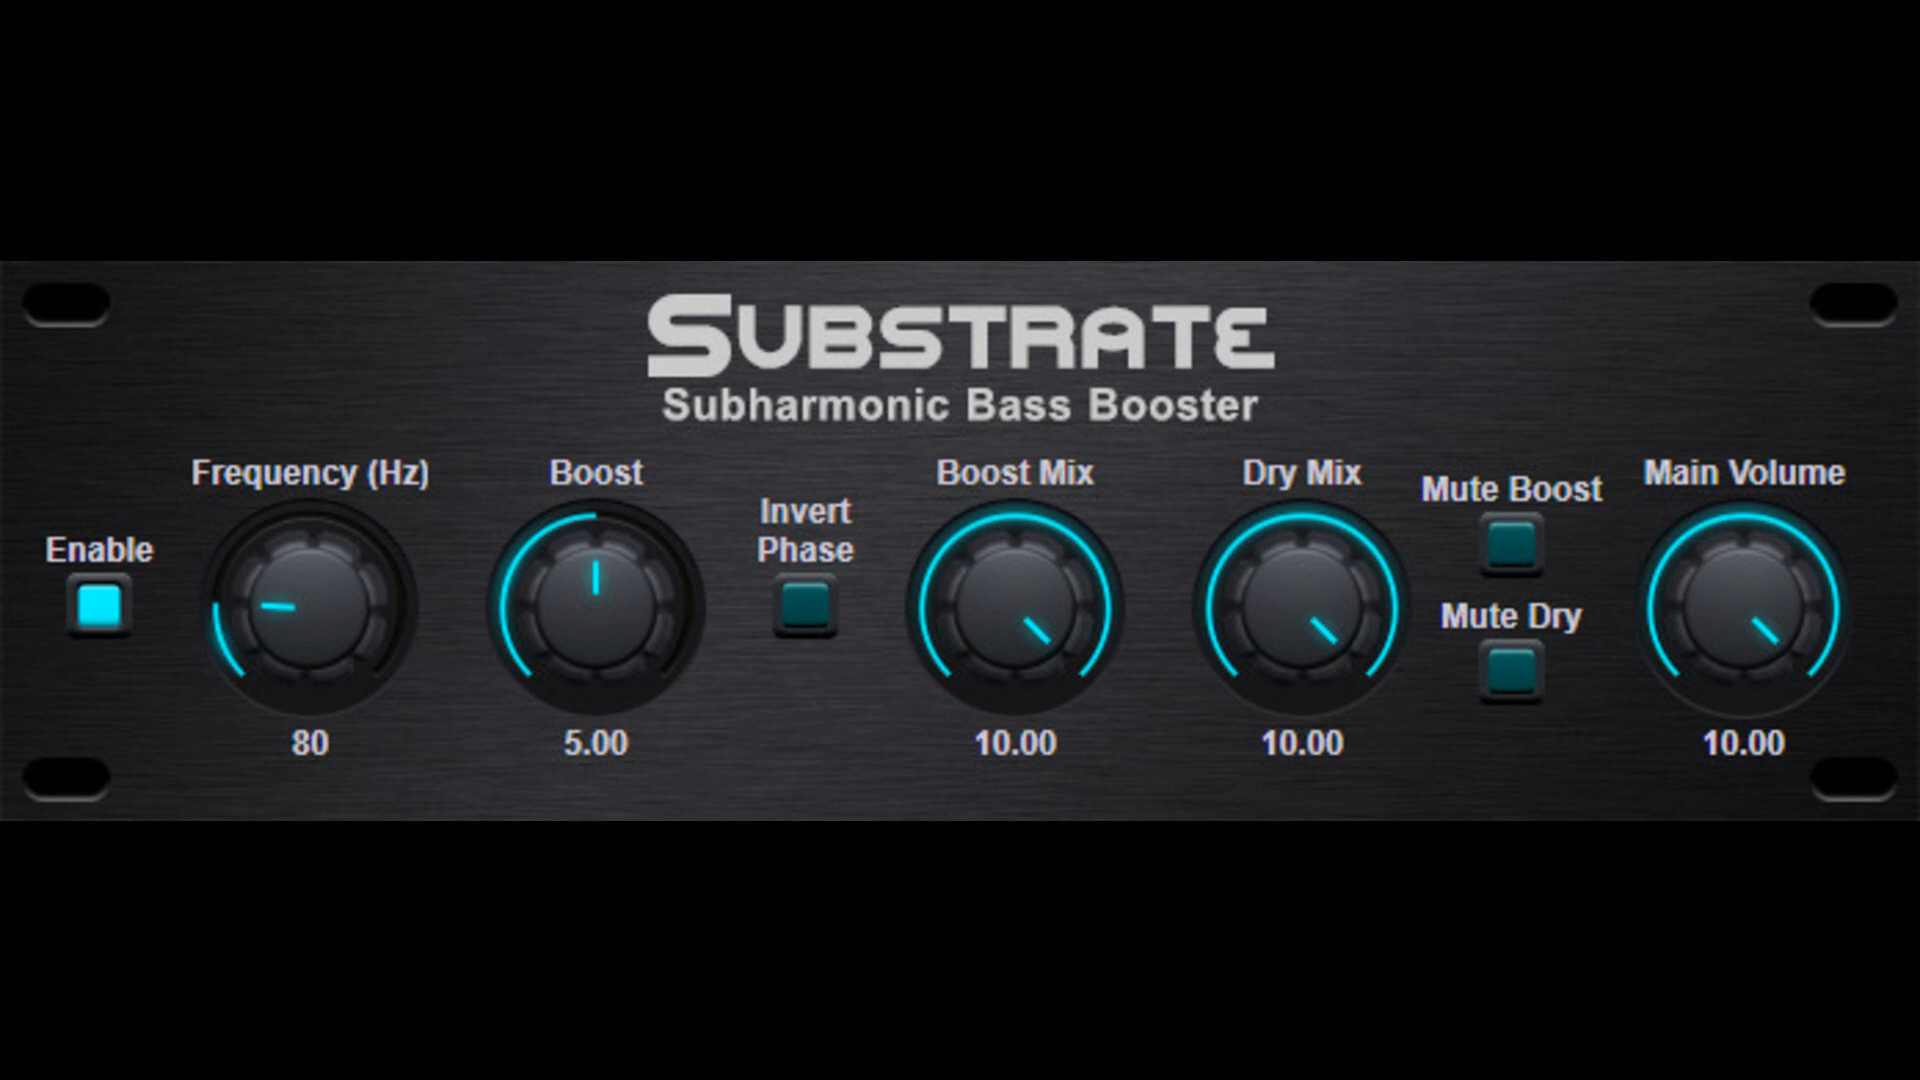 SUBSTRATE
Subharmonic Bass Booster
Enable
Frequency (Hz)
80
Boost
5.00
Invert
Phase
Boost Mix
10.00
Dry Mix
10.00
Mute Boost
Mute Dry
Main Volume
10.00